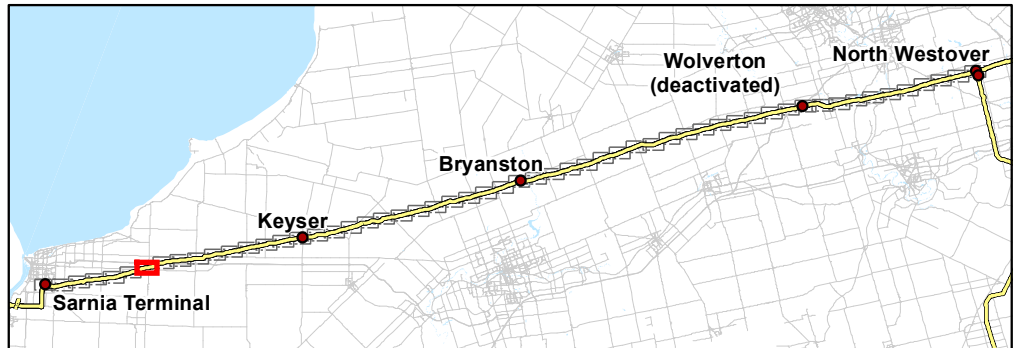 Wolverton
(deactivated)
North Westover
Bryanston
Keyser
Sarnia Terminal